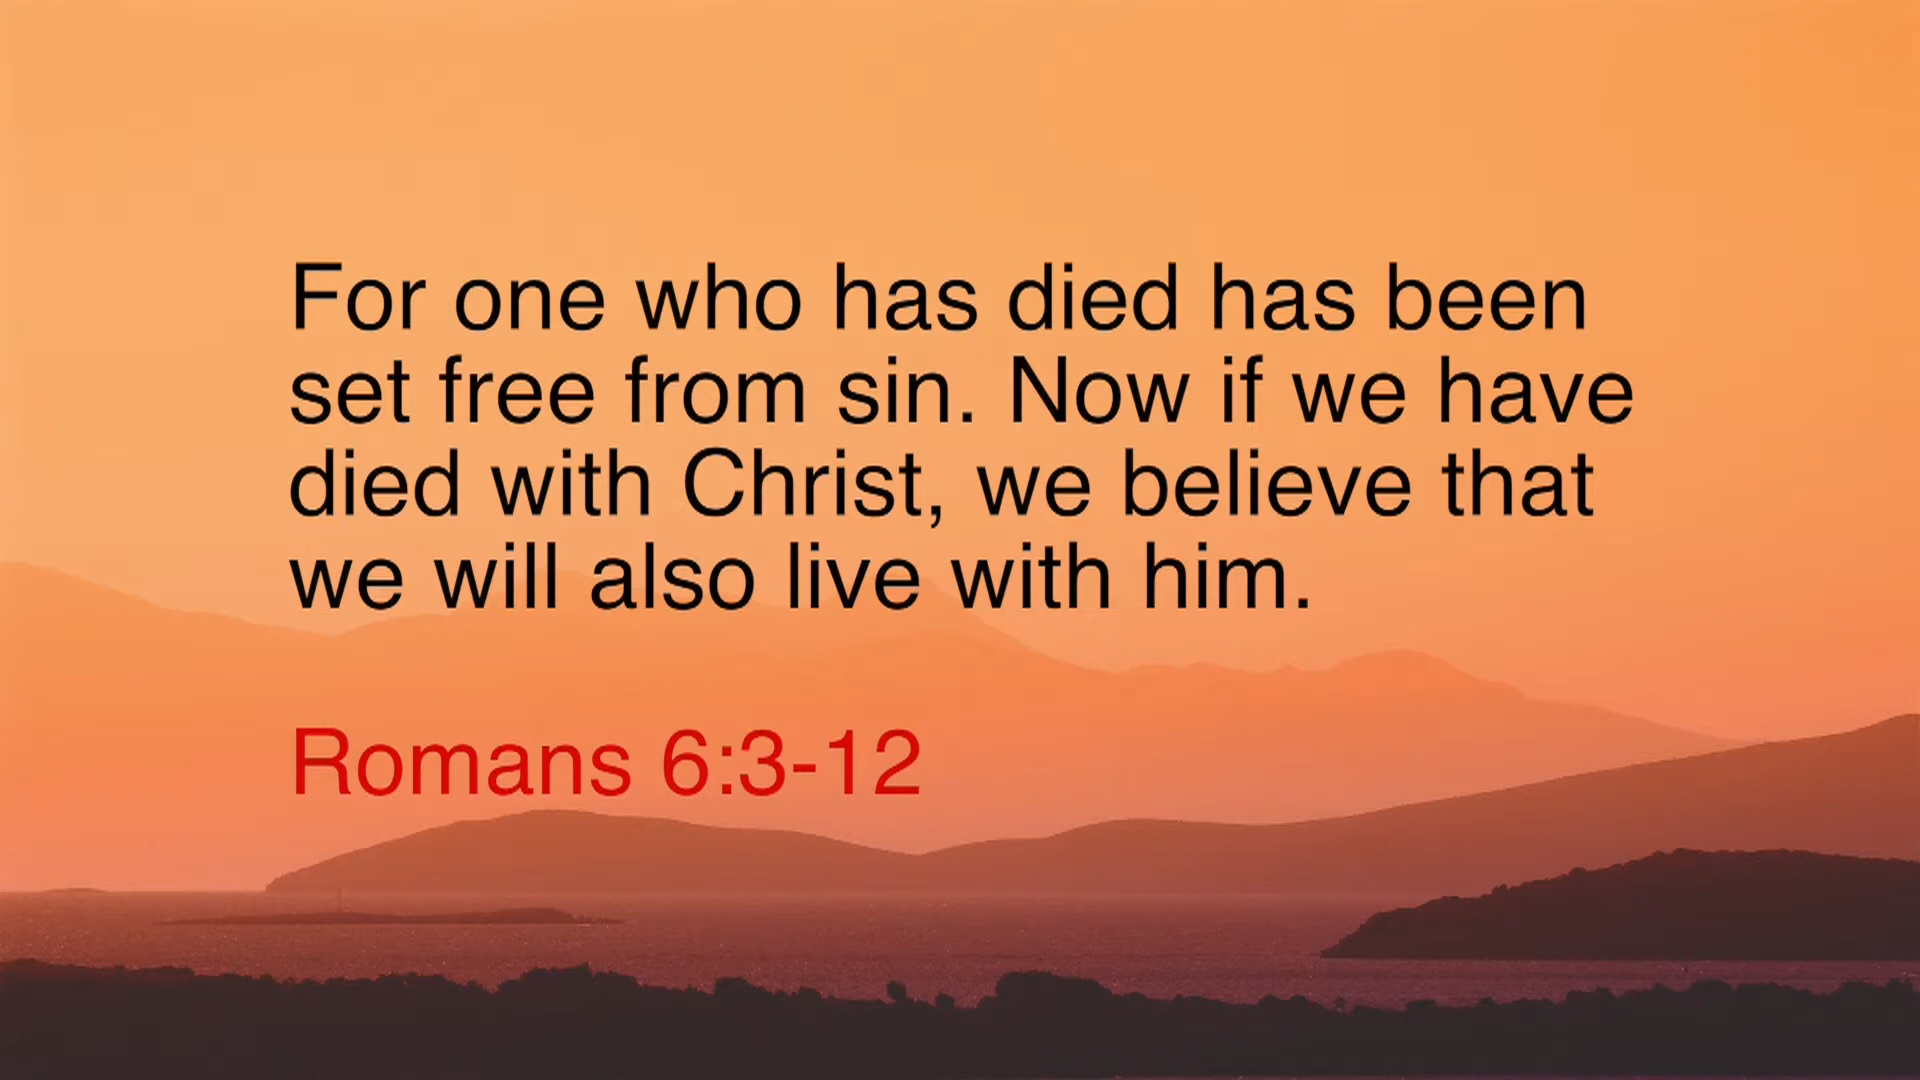 For one who has died has been
set free from sin. Now if we have
died with Christ, we believe that
we will also live with him.
Romans 6:3-12